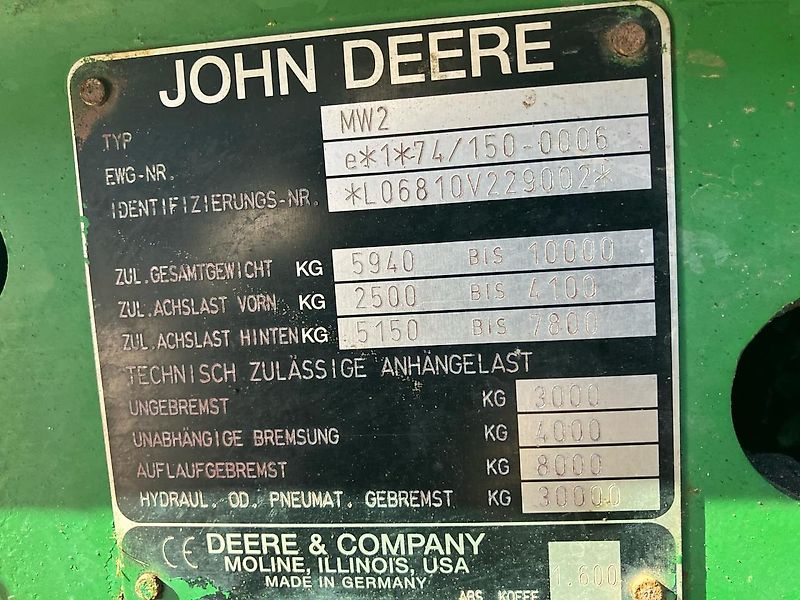 JOHN DEERE
TYP MW2
EWG-NR. e*1*74/150-0006
IDENTIFIZIERUNGS-NR. *L06810V229002*
ZUL.GESAMTGEWICHT KG 5940 BIS 10000
ZUL.ACHSLAST VORN KG 2500 BIS 4100
ZUL.ACHSLAST HINTEN KG 5150 BIS 7800
TECHNISCH ZULÄSSIGE ANHÄNGELAST
UNGEBREMST KG 3000
UNABHÄNGIGE BREMSUNG KG 4000
AUFLAUFGEBREMST KG 8000
HYDRAUL. OD. PNEUMAT. GEBREMST KG 30000
CE DEERE & COMPANY
MOLINE, ILLINOIS, USA
MADE IN GERMANY
ABS. KOEFF. 1.600